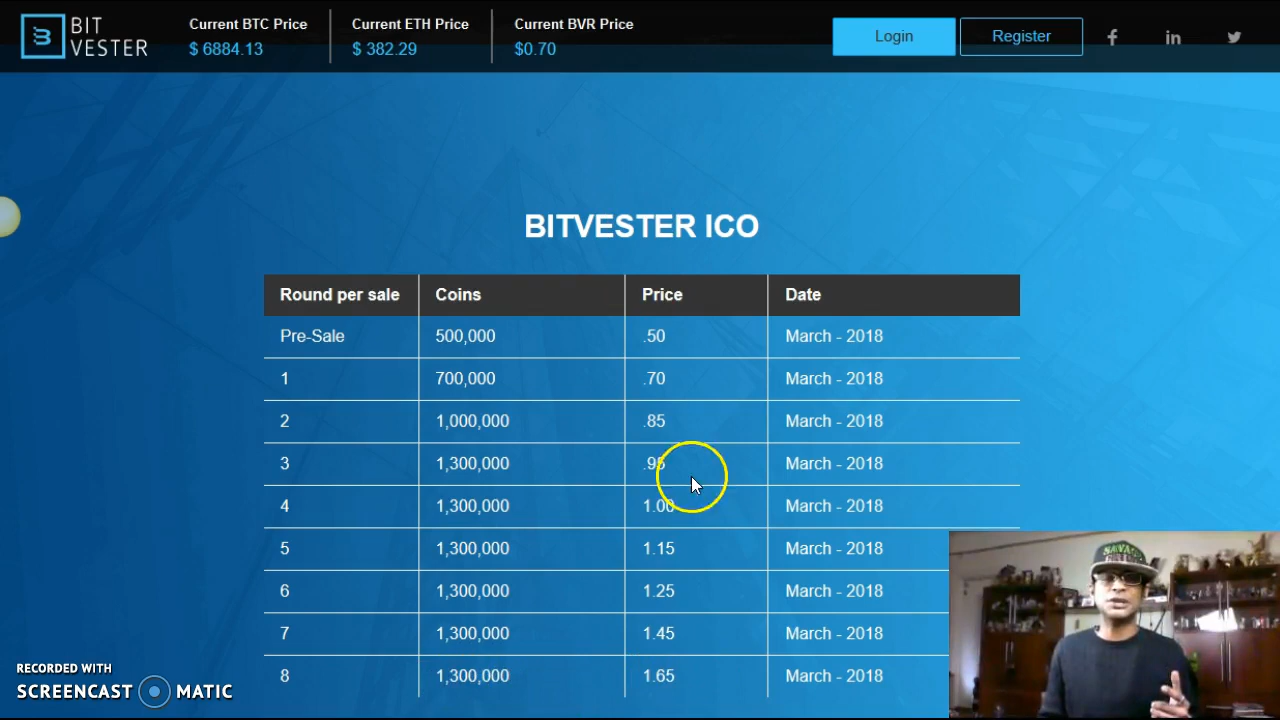 BIT
VESTER
Current BTC Price
$ 6884.13
Current ETH Price
$ 382.29
Current BVR Price
$0.70
Login
Register
BITVESTER ICO
Round per sale Coins Price Date
Pre-Sale 500,000 .50 March - 2018
1 700,000 .70 March - 2018
2 1,000,000 .85 March - 2018
3 1,300,000 .95 March - 2018
4 1,300,000 1.00 March - 2018
5 1,300,000 1.15 March - 2018
6 1,300,000 1.25 March - 2018
7 1,300,000 1.45 March - 2018
8 1,300,000 1.65 March - 2018
RECORDED WITH
SCREENCAST MATIC